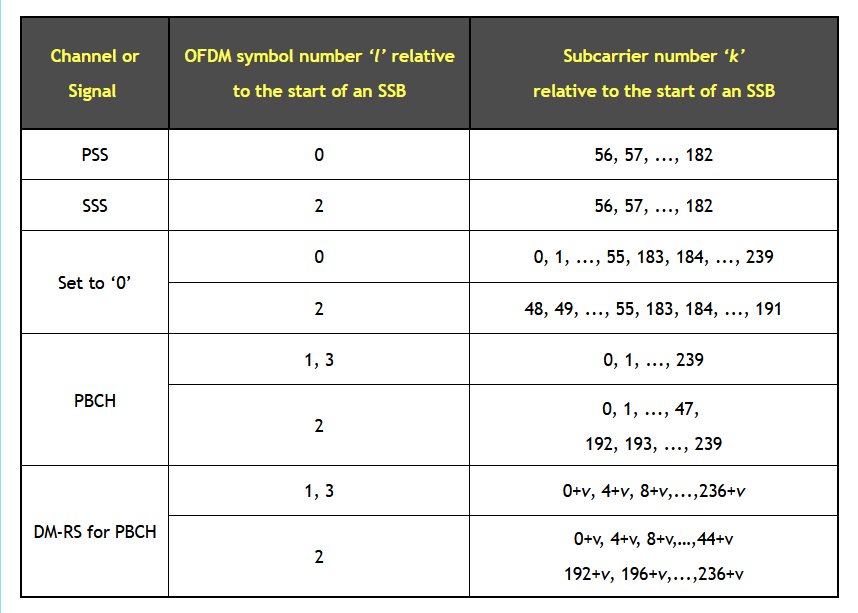 Channel or
Signal
OFDM symbol number ‘l’ relative
to the start of an SSB
Subcarrier number ‘k’
relative to the start of an SSB
PSS
0
56, 57, ..., 182
SSS
2
56, 57, ..., 182
Set to ‘0’
0
0, 1, ..., 55, 183, 184, ..., 239
2
48, 49, ..., 55, 183, 184, ..., 191
PBCH
1, 3
0, 1, ..., 239
2
0, 1, ..., 47,
192, 193, ..., 239
DM-RS for PBCH
1, 3
0+v, 4+v, 8+v,...,236+v
2
0+v, 4+v, 8+v,...,44+v
192+v, 196+v,...,236+v